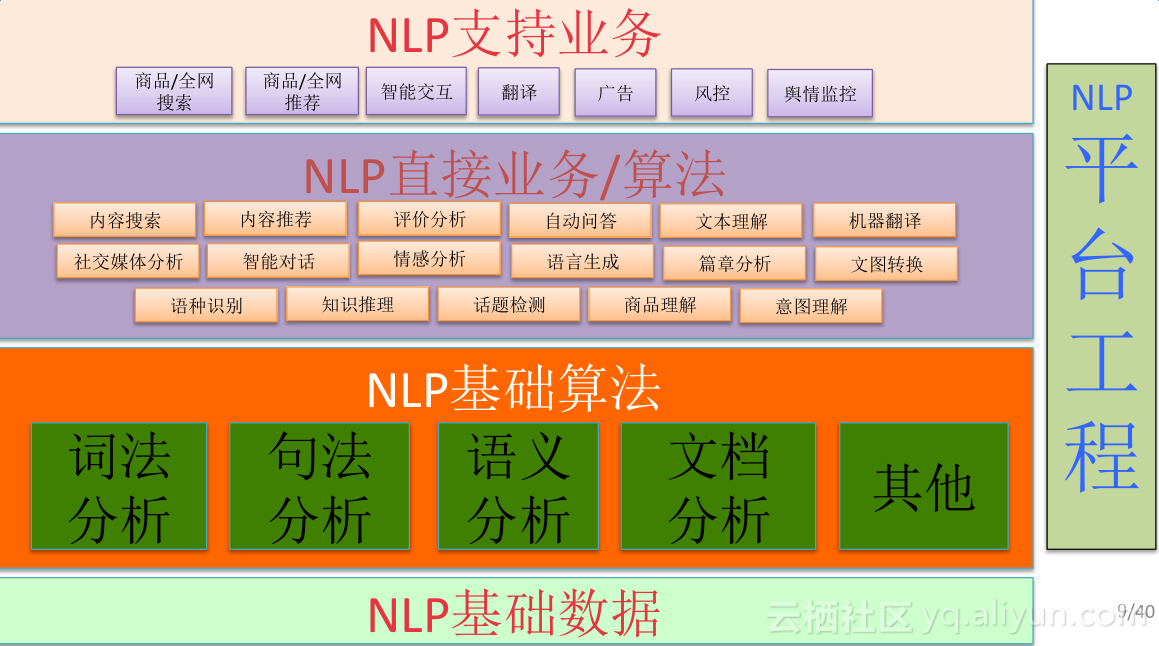 NLP支持业务
商品/全网
搜索
商品/全网
推荐
智能交互
翻译
广告
风控
舆情监控
NLP直接业务/算法
内容搜索
内容推荐
评价分析
自动问答
文本理解
机器翻译
社交媒体分析
智能对话
情感分析
语言生成
篇章分析
文图转换
语种识别
知识推理
话题检测
商品理解
意图理解
NLP基础算法
词法
分析
句法
分析
语义
分析
文档
分析
其他
NLP基础数据
NLP
平
台
工
程
云栖社区 yq.aliyun.com
9/40